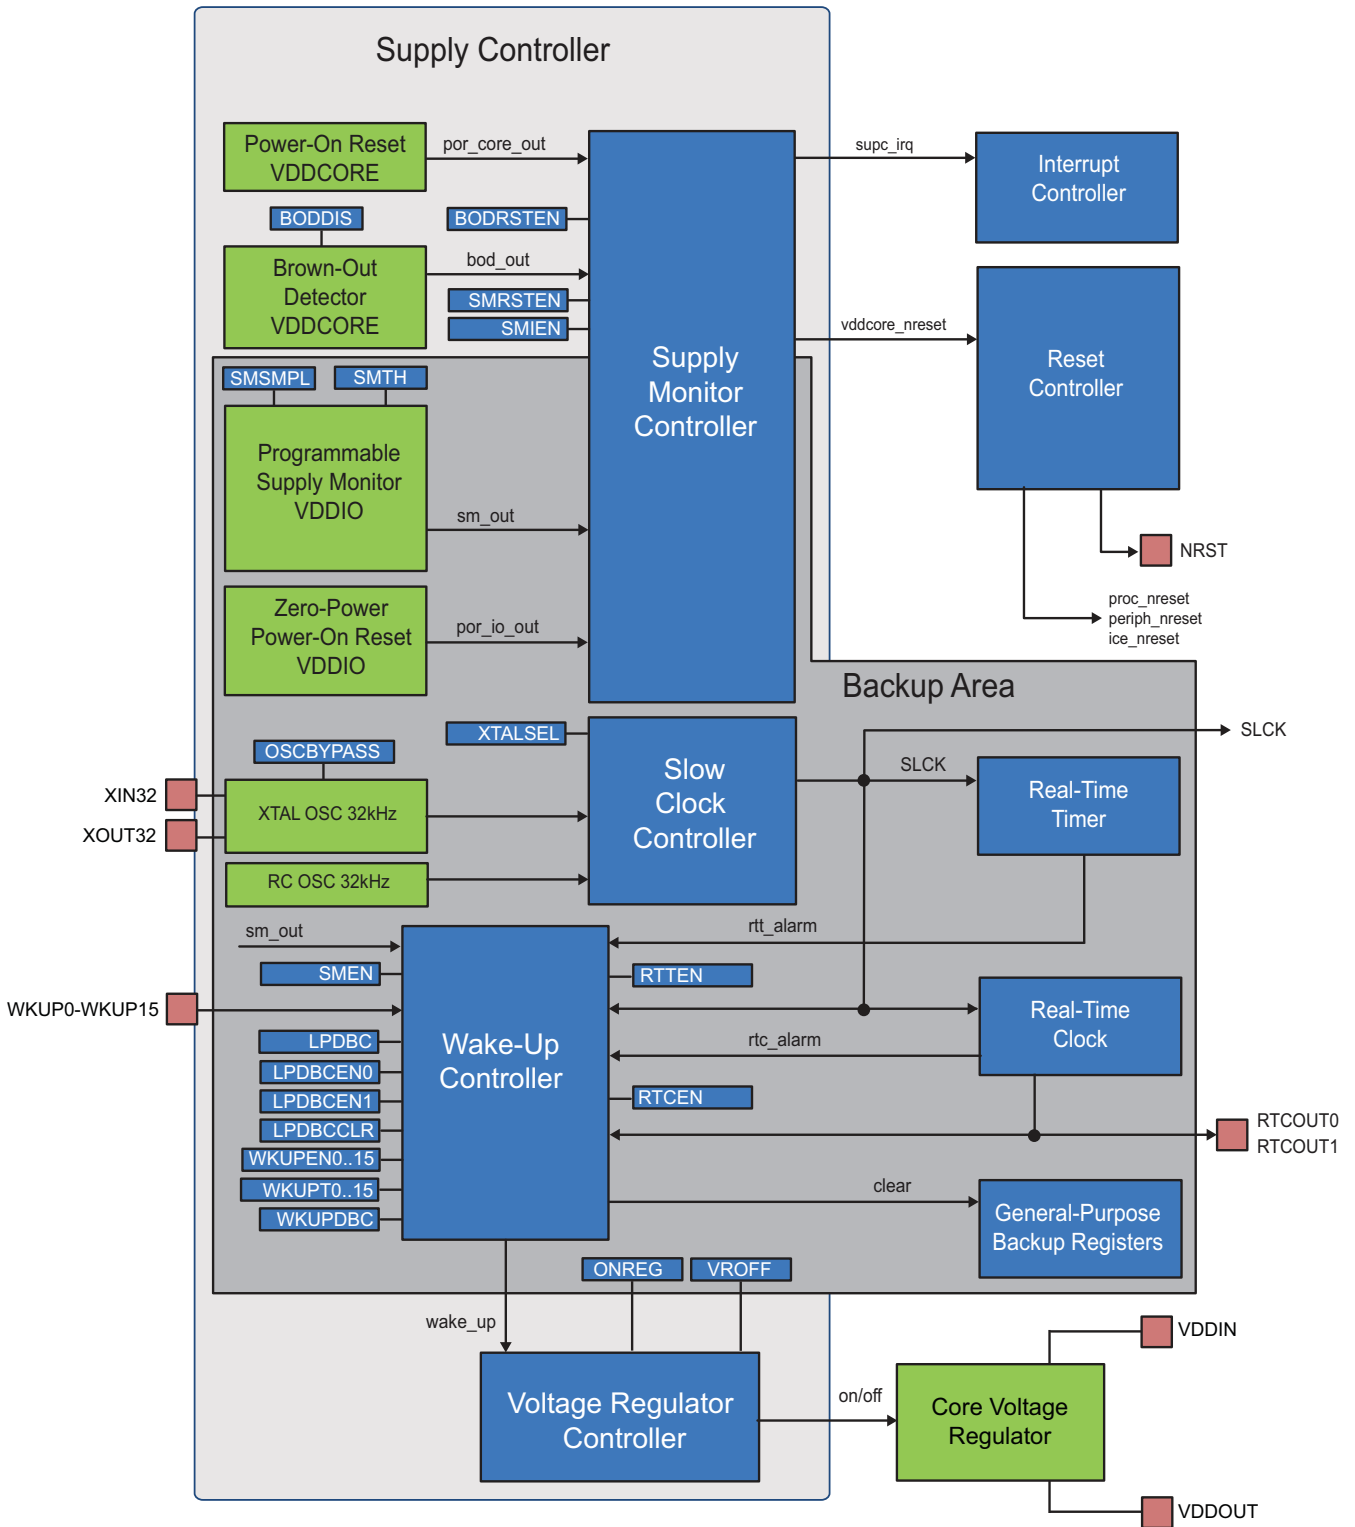 Supply Controller
Power-On Reset
VDDCORE
por_core_out
supc_irq
Interrupt
Controller
BODDIS
BODRSTEN
Brown-Out
Detector
VDDCORE
bod_out
SMRSTEN
SMIEN
vddcore_nreset
Reset
Controller
Supply
Monitor
Controller
SMSMPL
SMTH
Programmable
Supply Monitor
VDDIO
sm_out
NRST
proc_nreset
periph_nreset
ice_nreset
Zero-Power
Power-On Reset
VDDIO
por_io_out
Backup Area
XTALSEL
OSCBYPASS
Slow
Clock
Controller
SLCK
SLCK
Real-Time
Timer
XIN32
XOUT32
XTAL OSC 32kHz
RC OSC 32kHz
sm_out
rtt_alarm
SMEN
RTTEN
WKUP0-WKUP15
Real-Time
Clock
LPDBC
LPDBCEN0
LPDBCEN1
LPDBCCLR
WKUPEN0..15
WKUPT0..15
WKUPDBC
Wake-Up
Controller
rtc_alarm
RTCEN
RTCOUT0
RTCOUT1
clear
General-Purpose
Backup Registers
ONREG
VROFF
wake_up
Voltage Regulator
Controller
on/off
Core Voltage
Regulator
VDDIN
VDDOUT